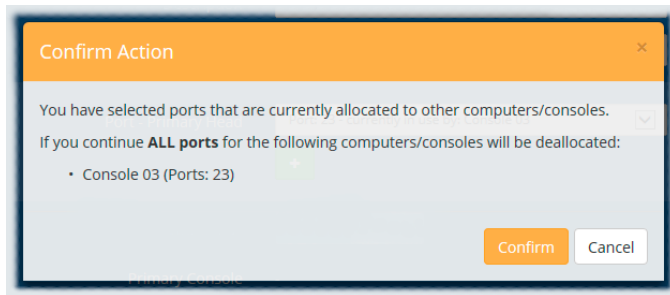 Confirm Action
×
You have selected ports that are currently allocated to other computers/consoles.
If you continue ALL ports for the following computers/consoles will be deallocated:
• Console 03 (Ports: 23)
Confirm
Cancel
Primary Console